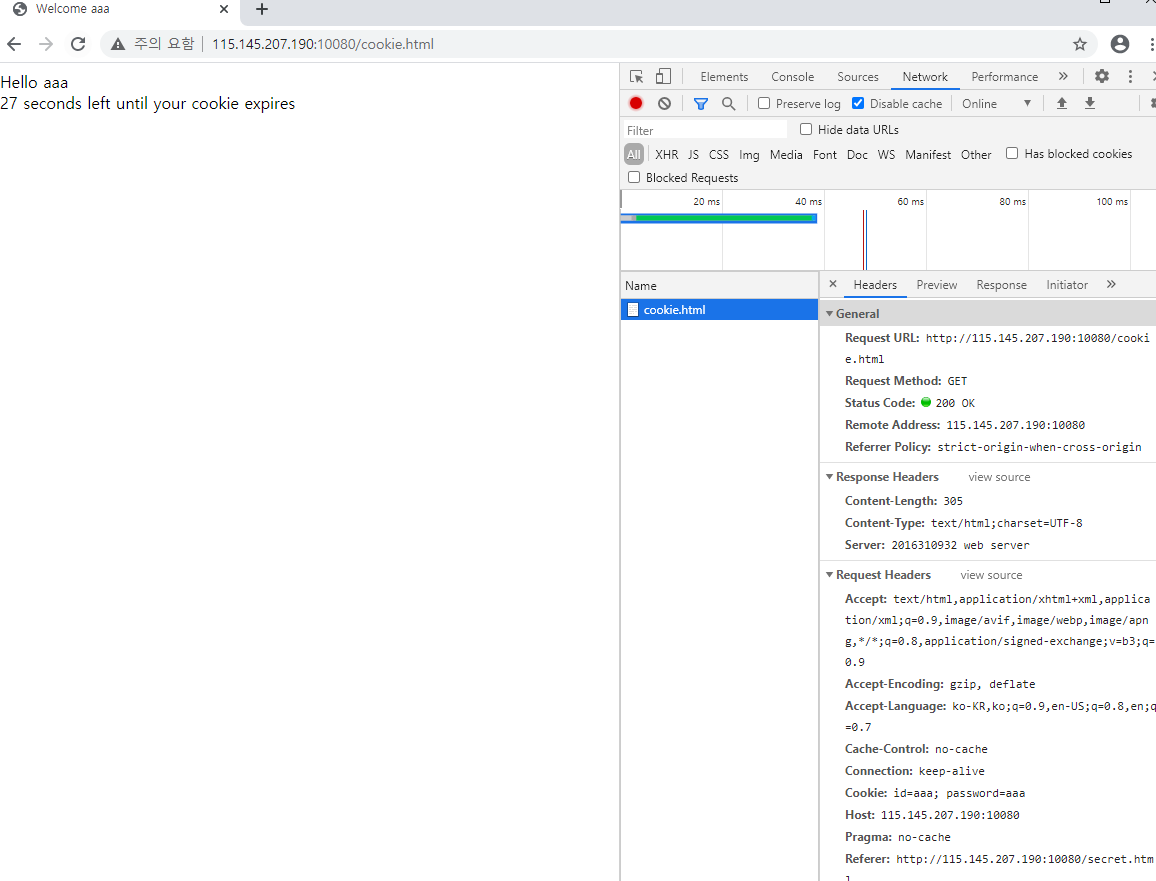 Welcome aaa
주의 요함 115.145.207.190:10080/cookie.html
Hello aaa
27 seconds left until your cookie expires
Elements Console Sources Network Performance
Preserve log Disable cache Online
Filter Hide data URLs
All XHR JS CSS Img Media Font Doc WS Manifest Other Has blocked cookies
Blocked Requests
20 ms 40 ms 60 ms 80 ms 100 ms
Name
cookie.html
Headers Preview Response Initiator
General
Request URL: http://115.145.207.190:10080/cooki
e.html
Request Method: GET
Status Code: 200 OK
Remote Address: 115.145.207.190:10080
Referrer Policy: strict-origin-when-cross-origin
Response Headers view source
Content-Length: 305
Content-Type: text/html;charset=UTF-8
Server: 2016310932 web server
Request Headers view source
Accept: text/html,application/xhtml+xml,applica
tion/xml;q=0.9,image/avif,image/webp,image/apn
g,*/*;q=0.8,application/signed-exchange;v=b3;q=
0.9
Accept-Encoding: gzip, deflate
Accept-Language: ko-KR,ko;q=0.9,en-US;q=0.8,en;q
=0.7
Cache-Control: no-cache
Connection: keep-alive
Cookie: id=aaa; password=aaa
Host: 115.145.207.190:10080
Pragma: no-cache
Referer: http://115.145.207.190:10080/secret.htm